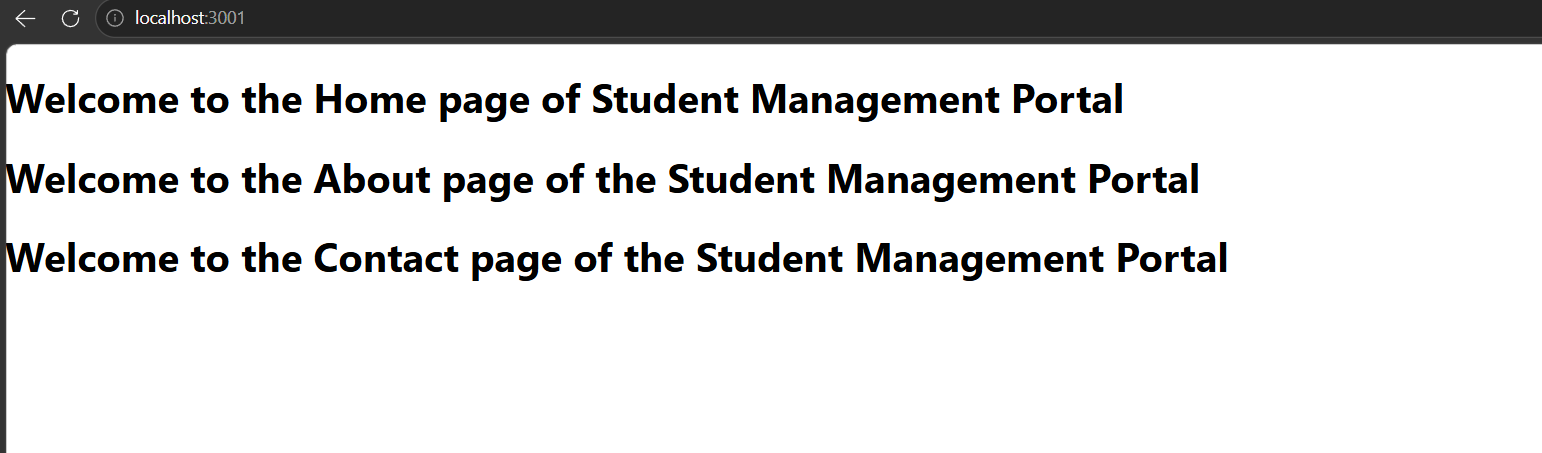 localhost:3001
Welcome to the Home page of Student Management Portal
Welcome to the About page of the Student Management Portal
Welcome to the Contact page of the Student Management Portal